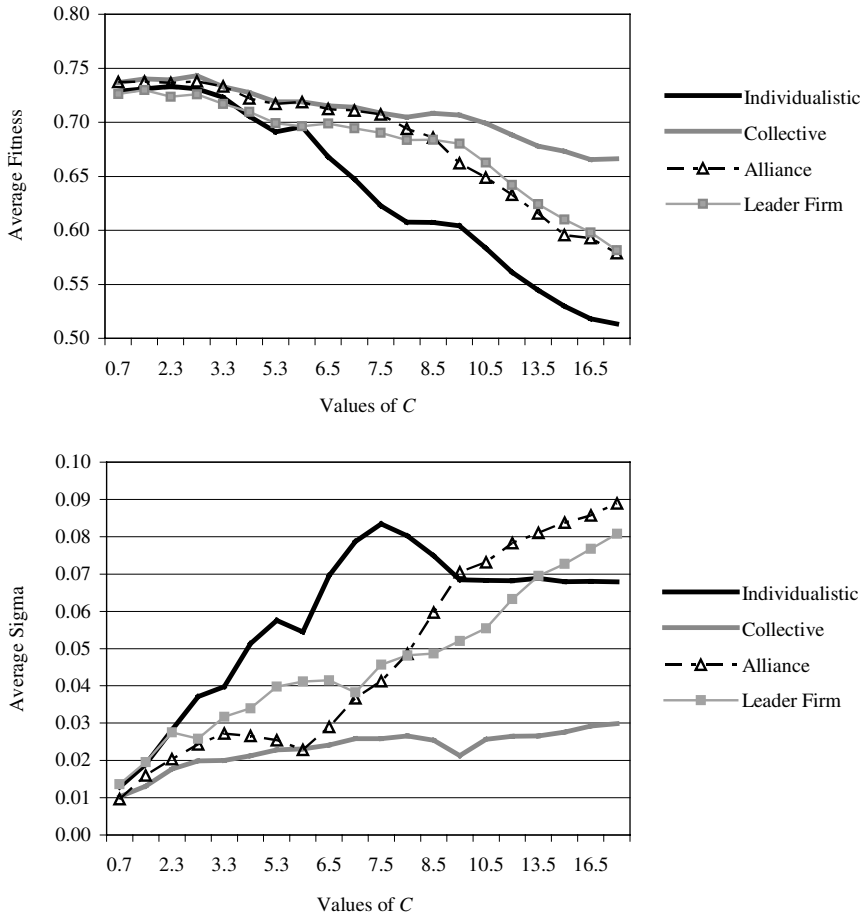 0.80
0.75
0.70
0.65
0.60
0.55
0.50
Average Fitness
0.7 2.3 3.3 5.3 6.5 7.5 8.5 10.5 13.5 16.5
Values of C
Individualistic
Collective
Alliance
Leader Firm
0.10
0.09
0.08
0.07
0.06
0.05
0.04
0.03
0.02
0.01
0.00
Average Sigma
0.7 2.3 3.3 5.3 6.5 7.5 8.5 10.5 13.5 16.5
Values of C
Individualistic
Collective
Alliance
Leader Firm